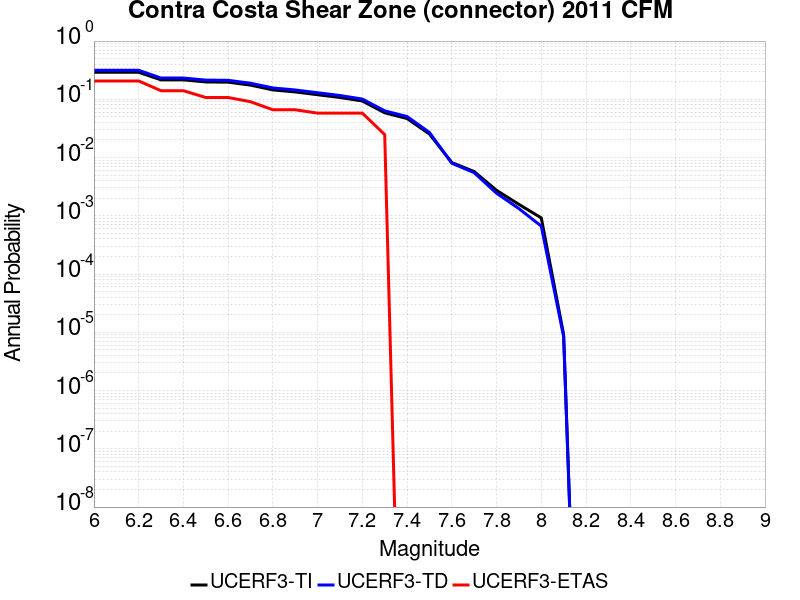 Contra Costa Shear Zone (connector) 2011 CFM
Annual Probability
10^0
10^-1
10^-2
10^-3
10^-4
10^-5
10^-6
10^-7
10^-8
6 6.2 6.4 6.6 6.8 7 7.2 7.4 7.6 7.8 8 8.2 8.4 8.6 8.8 9
Magnitude
UCERF3-TI UCERF3-TD UCERF3-ETAS